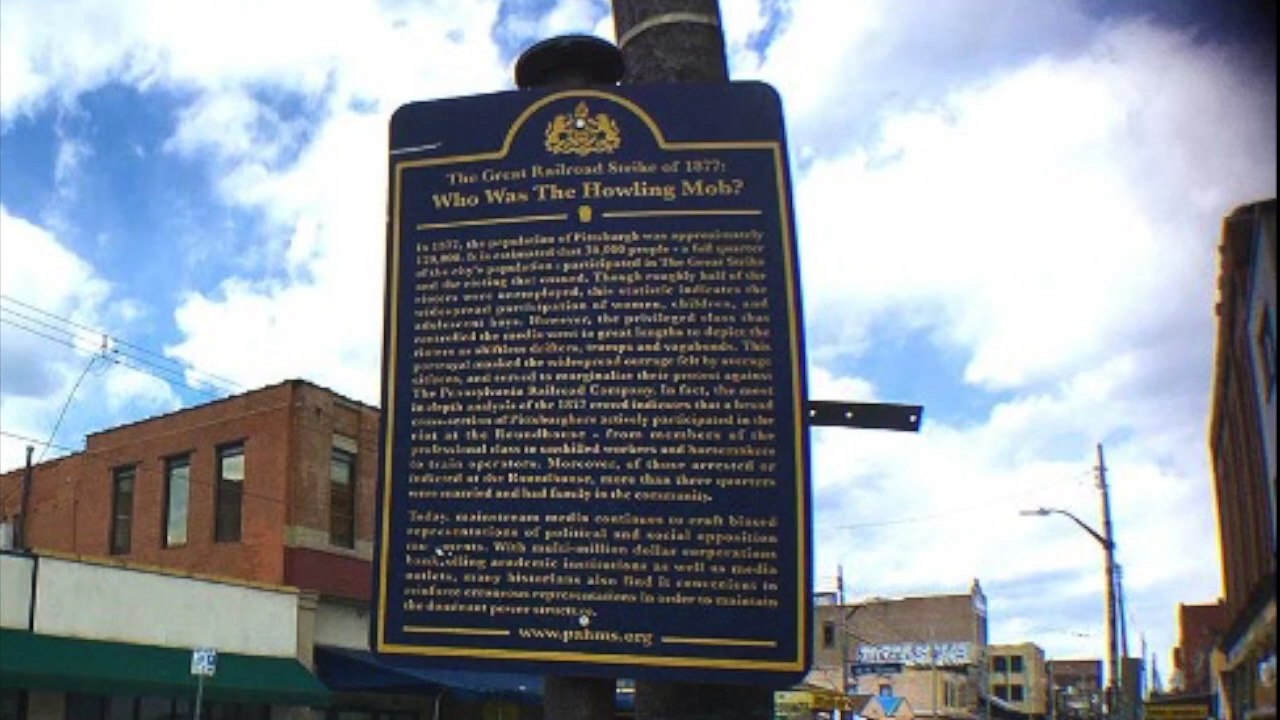 The Great Railroad Strike of 1877:
Who Was The Howling Mob?
In 1877, the population of Pittsburgh was approximately
120,000. It is estimated that 30,000 people - a full quarter
of the city's population - participated in The Great Strike
and the rioting that ensued. Though roughly half of the
rioters were unemployed, this statistic indicates the
widespread participation of women, children, and
adolescent boys. However, the privileged class that
controlled the media went to great lengths to depict the
rioters as shiftless drifters, tramps and vagabonds. This
portrayal masked the widespread outrage felt by average
citizens, and served to marginalize their protest against
The Pennsylvania Railroad Company. In fact, the most
in-depth analysis of the 1877 crowd indicates that a broad
cross-section of Pittsburghers actively participated in the
riot at the Roundhouse - from members of the
professional class to unskilled workers and homemakers
to train operators. Moreover, of those arrested or
indicted at the Roundhouse, more than three quarters
were married and had family in the community.
Today, mainstream media continues to craft biased
representations of political and social opposition
With multi-million dollar corporations
academic institutions as well as media
outlets, many historians also find it convenient to
reinforce erroneous representations in order to maintain
the dominant power structure.
www.pahms.org